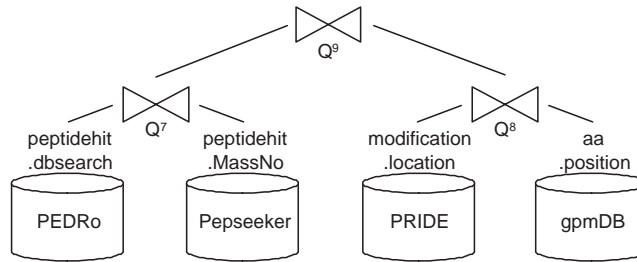 Q⁹
Q⁷
Q⁸
peptidehit
.dbsearch
peptidehit
.MassNo
modification
.location
aa
.position
PEDRo
Pepseeker
PRIDE
gpmDB